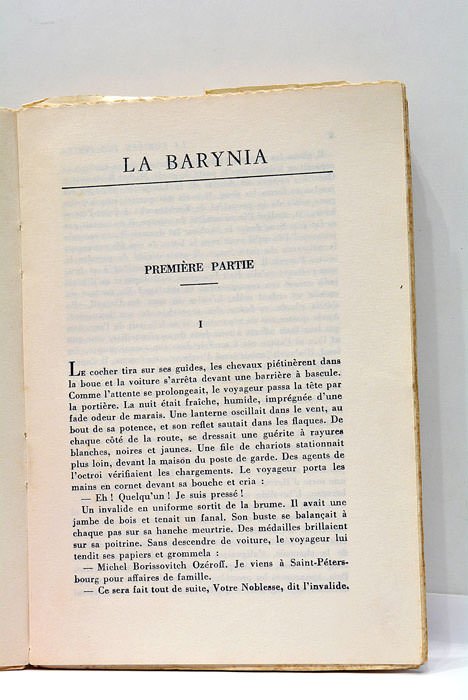 LA BARYNIA
PREMIÈRE PARTIE
I
LE cocher tira sur ses guides, les chevaux piétinèrent dans
la boue et la voiture s'arrêta devant une barrière à bascule.
Comme l'attente se prolongeait, le voyageur passa la tête par
la portière. La nuit était fraîche, humide, imprégnée d'une
fade odeur de marais. Une lanterne oscillait dans le vent, au
bout de sa potence, et son reflet sautait dans les flaques. De
chaque côté de la route, se dressait une guérite à rayures
blanches, noires et jaunes. Une file de chariots stationnait
plus loin, devant la maison du poste de garde. Des agents de
l'octroi vérifiaient les chargements. Le voyageur porta les
mains en cornet devant sa bouche et cria :
— Eh ! Quelqu'un ! Je suis pressé !
Un invalide en uniforme sortit de la brume. Il avait une
jambe de bois et tenait un fanal. Son buste se balançait à
chaque pas sur sa hanche meurtrie. Des médailles brillaient
sur sa poitrine. Sans descendre de voiture, le voyageur lui
tendit ses papiers et grommela :
— Michel Borissovitch Ozéroff. Je viens à Saint-Péters-
bourg pour affaires de famille.
— Ce sera fait tout de suite, Votre Noblesse, dit l'invalide.